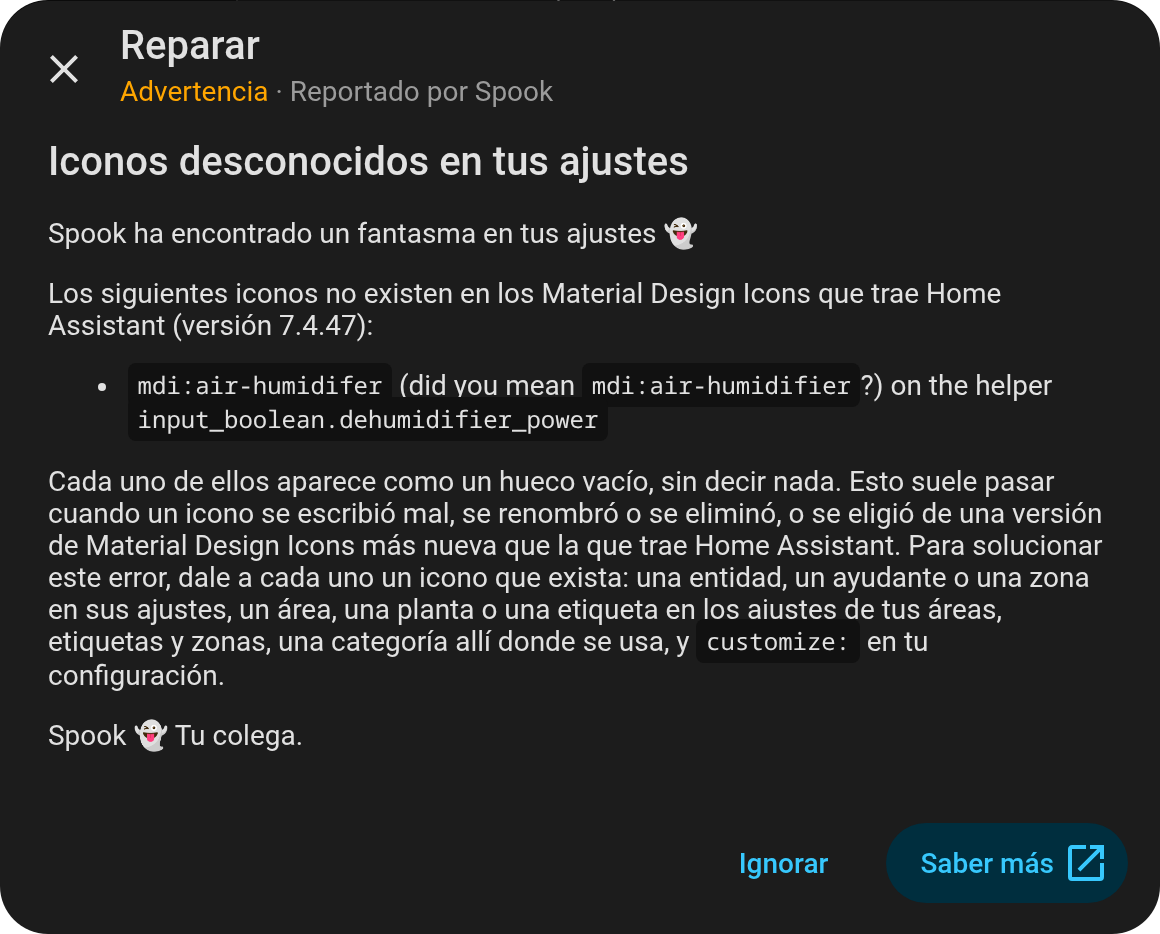 Reparar
Advertencia · Reportado por Spook
Iconos desconocidos en tus ajustes
Spook ha encontrado un fantasma en tus ajustes 👻
Los siguientes iconos no existen en los Material Design Icons que trae Home
Assistant (versión 7.4.47):
• mdi:air-humidifer (did you mean mdi:air-humidifier?) on the helper
input_boolean.dehumidifier_power
Cada uno de ellos aparece como un hueco vacío, sin decir nada. Esto suele pasar
cuando un icono se escribió mal, se renombró o se eliminó, o se eligió de una versión
de Material Design Icons más nueva que la que trae Home Assistant. Para solucionar
este error, dale a cada uno un icono que exista: una entidad, un ayudante o una zona
en sus ajustes, un área, una planta o una etiqueta en los ajustes de tus áreas,
etiquetas y zonas, una categoría allí donde se usa, y customize: en tu
configuración.
Spook 👻 Tu colega.
Ignorar
Saber más